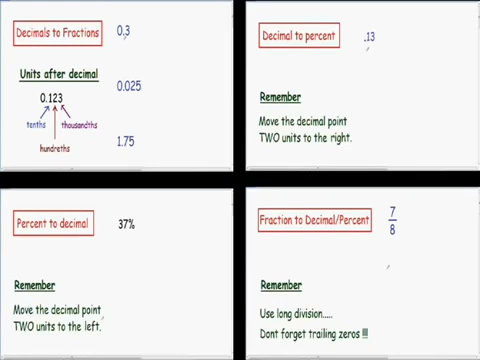 Decimals to Fractions
0.3
Units after decimal
0.025
0.123
tenths
thousandths
1.75
hundreths
Decimal to percent
.13
Remember
Move the decimal point
TWO units to the right.
Percent to decimal
37%
Remember
Move the decimal point
TWO units to the left.
Fraction to Decimal/Percent
7
8
Remember
Use long division.....
Dont forget trailing zeros !!!